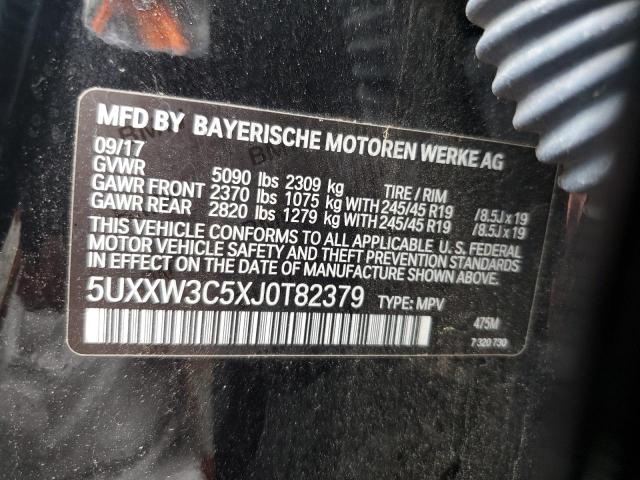 MFD BY BAYERISCHE MOTOREN WERKE AG
09/17
GVWR 5090 lbs 2309 kg TIRE / RIM
GAWR FRONT 2370 lbs 1075 kg WITH 245/45 R19 /8.5J x 19
GAWR REAR 2820 lbs 1279 kg WITH 245/45 R19 /8.5J x 19
THIS VEHICLE CONFORMS TO ALL APPLICABLE U. S. FEDERAL
MOTOR VEHICLE SAFETY AND THEFT PREVENTION STANDARDS
IN EFFECT ON THE DATE OF MANUFACTURE SHOWN ABOVE.
5UXXW3C5XJ0T82379 TYPE: MPV
475M
7 320 730